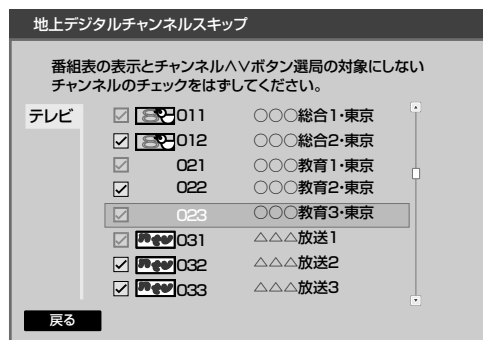 地上デジタルチャンネルスキップ
番組表の表示とチャンネル∧∨ボタン選局の対象にしない
チャンネルのチェックをはずしてください。
テレビ
011 ○○○総合1・東京
012 ○○○総合2・東京
021 ○○○教育1・東京
022 ○○○教育2・東京
023 ○○○教育3・東京
031 △△△放送1
032 △△△放送2
033 △△△放送3
戻る